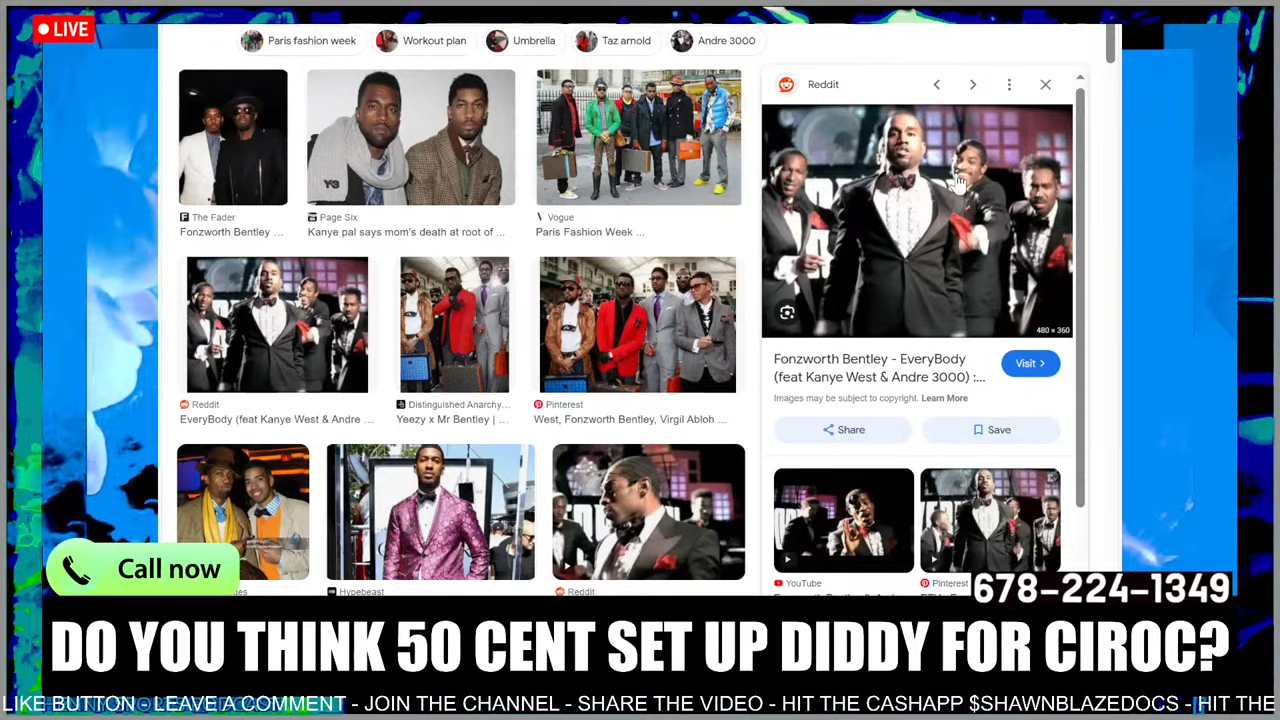 LIVE
Paris fashion week
Workout plan
Umbrella
Taz arnold
Andre 3000
Reddit
The Fader
Fonzworth Bentley ...
Page Six
Kanye pal says mom's death at root of ...
Vogue
Paris Fashion Week ...
480 × 360
Fonzworth Bentley - EveryBody
(feat Kanye West & Andre 3000) :...
Visit >
Images may be subject to copyright. Learn More
Share
Save
Reddit
EveryBody (feat Kanye West & Andre ...
Distinguished Anarchy...
Yeezy x Mr Bentley | ...
Pinterest
West, Fonzworth Bentley, Virgil Abloh ...
Hypebeast
Reddit
YouTube
Pinterest
Call now
678-224-1349
DO YOU THINK 50 CENT SET UP DIDDY FOR CIROC?
LIKE BUTTON - LEAVE A COMMENT - JOIN THE CHANNEL - SHARE THE VIDEO - HIT THE CASHAPP $SHAWNBLAZEDOCS - HIT THE